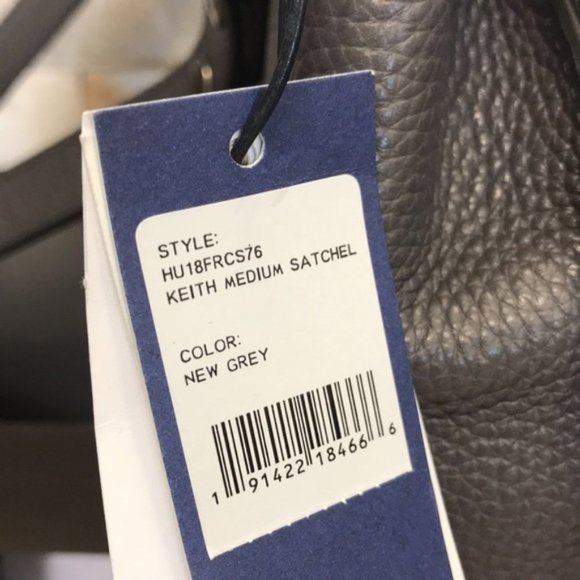 STYLE:
HU18FRCS76
KEITH MEDIUM SATCHEL
COLOR:
NEW GREY
1 91422 18466 6